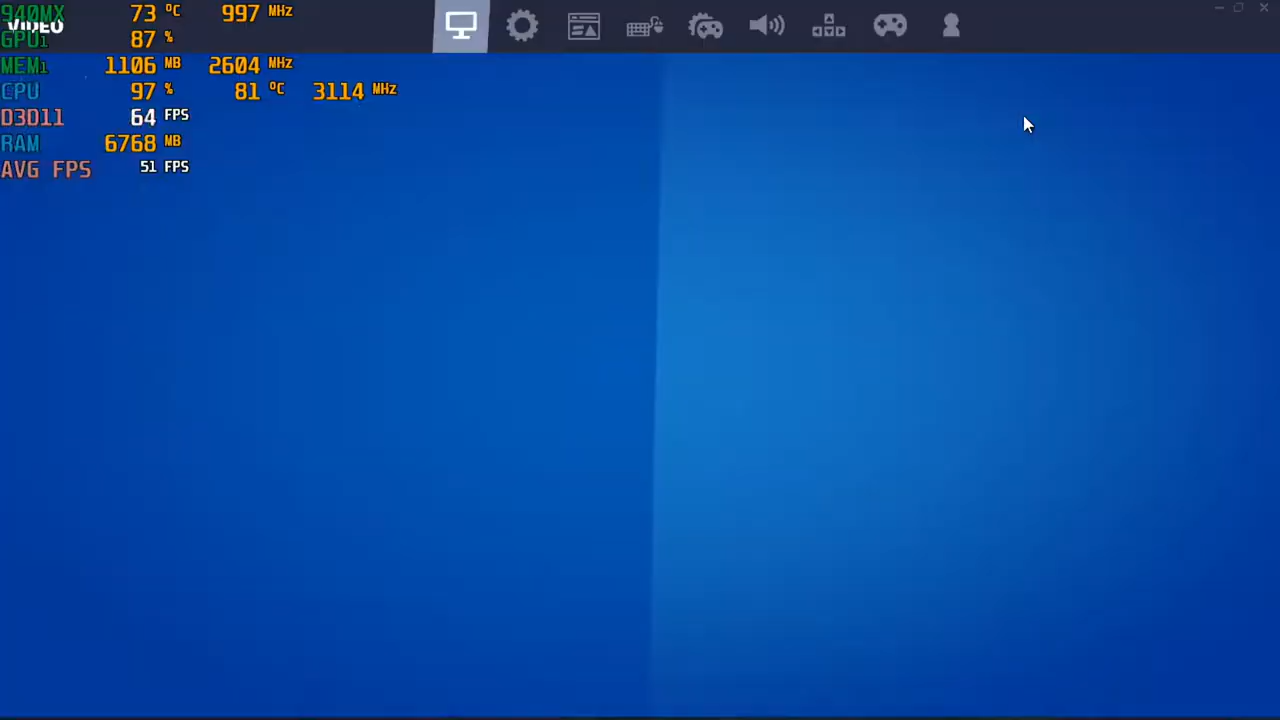 940MX 73 °C 997 MHz
VIDEO
GPU1 87 %
MEM1 1106 MB 2604 MHz
CPU 97 % 81 °C 3114 MHz
D3D11 64 FPS
RAM 6768 MB
AVG FPS 51 FPS